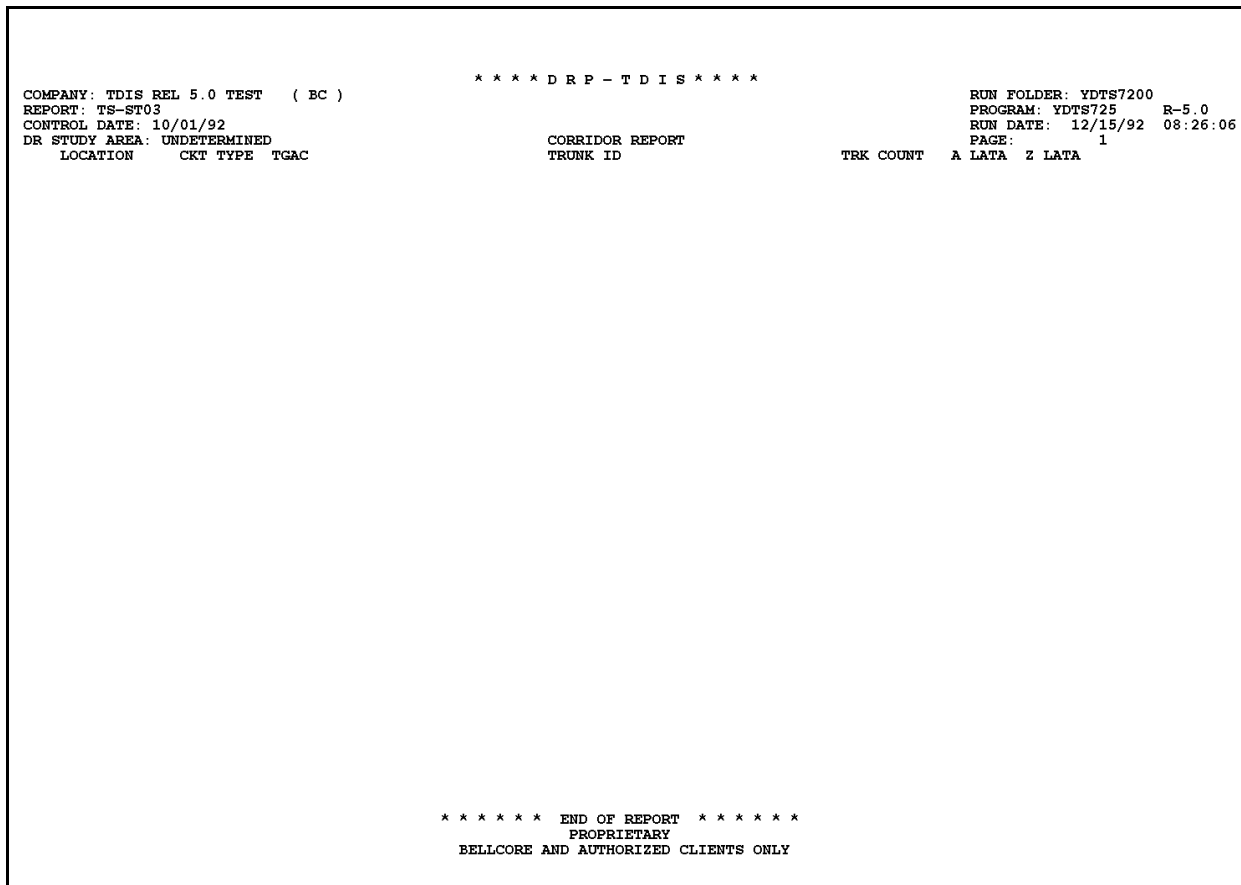 * * * * D R P - T D I S * * * *
COMPANY: TDIS REL 5.0 TEST ( BC ) RUN FOLDER: YDTS7200
REPORT: TS-ST03 PROGRAM: YDTS725 R-5.0
CONTROL DATE: 10/01/92 RUN DATE: 12/15/92 08:26:06
DR STUDY AREA: UNDETERMINED CORRIDOR REPORT PAGE: 1
LOCATION CKT TYPE TGAC TRUNK ID TRK COUNT A LATA Z LATA
* * * * * * END OF REPORT * * * * * *
PROPRIETARY
BELLCORE AND AUTHORIZED CLIENTS ONLY